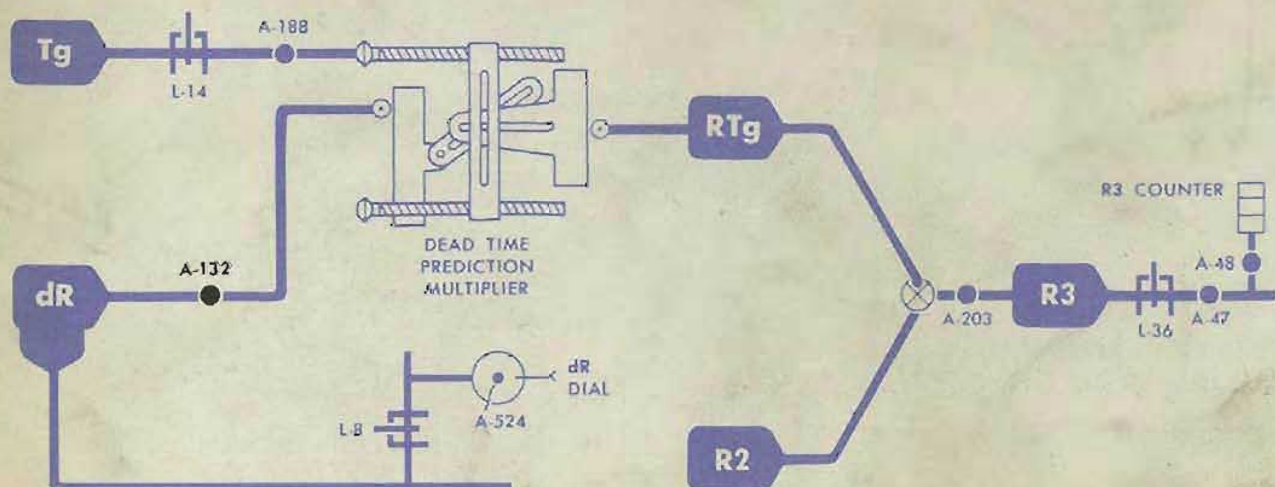 Tg
A-188
L-14
RTg
R3 COUNTER
DEAD TIME
PREDICTION
MULTIPLIER
A-132
dR
A-48
A-203
R3
L-36
A-47
dR
DIAL
L-8
A-524
R2